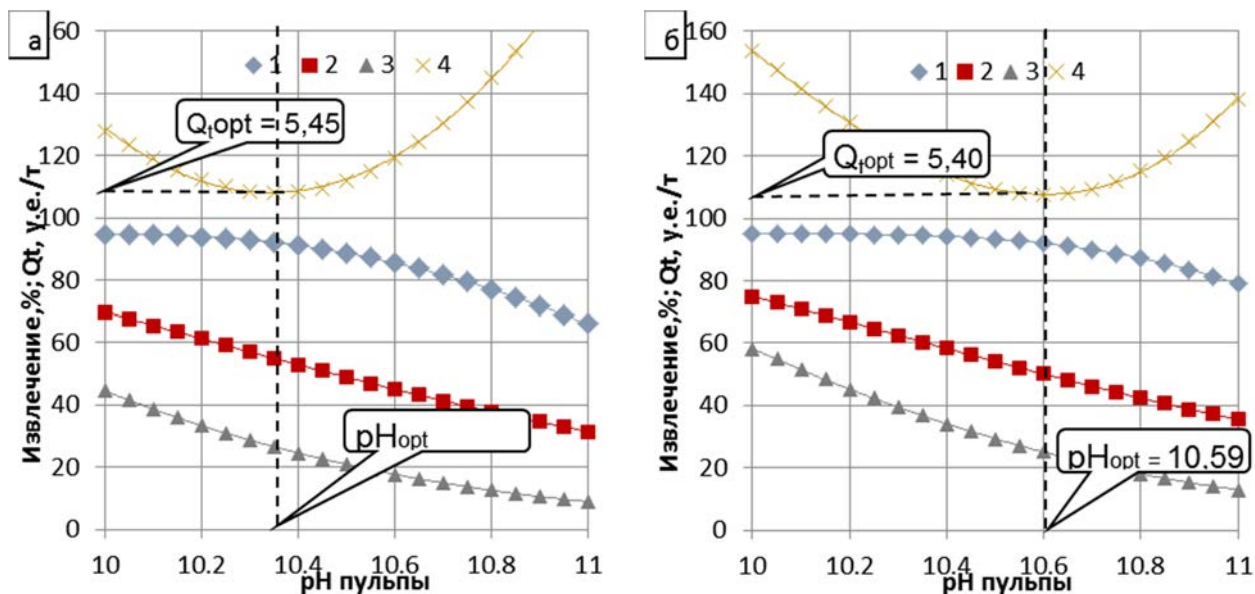 а
160
140
120
100
80
60
40
20
0
Извлечение,%; Qt, у.е./т
1 2 3 4
Qtopt = 5,45
pHopt
10 10.2 10.4 10.6 10.8 11
рН пульпы
б
160
140
120
100
80
60
40
20
0
Извлечение,%; Qt, у.е./т
1 2 3 4
Qtopt = 5,40
pHopt = 10,59
10 10.2 10.4 10.6 10.8 11
рН пульпы